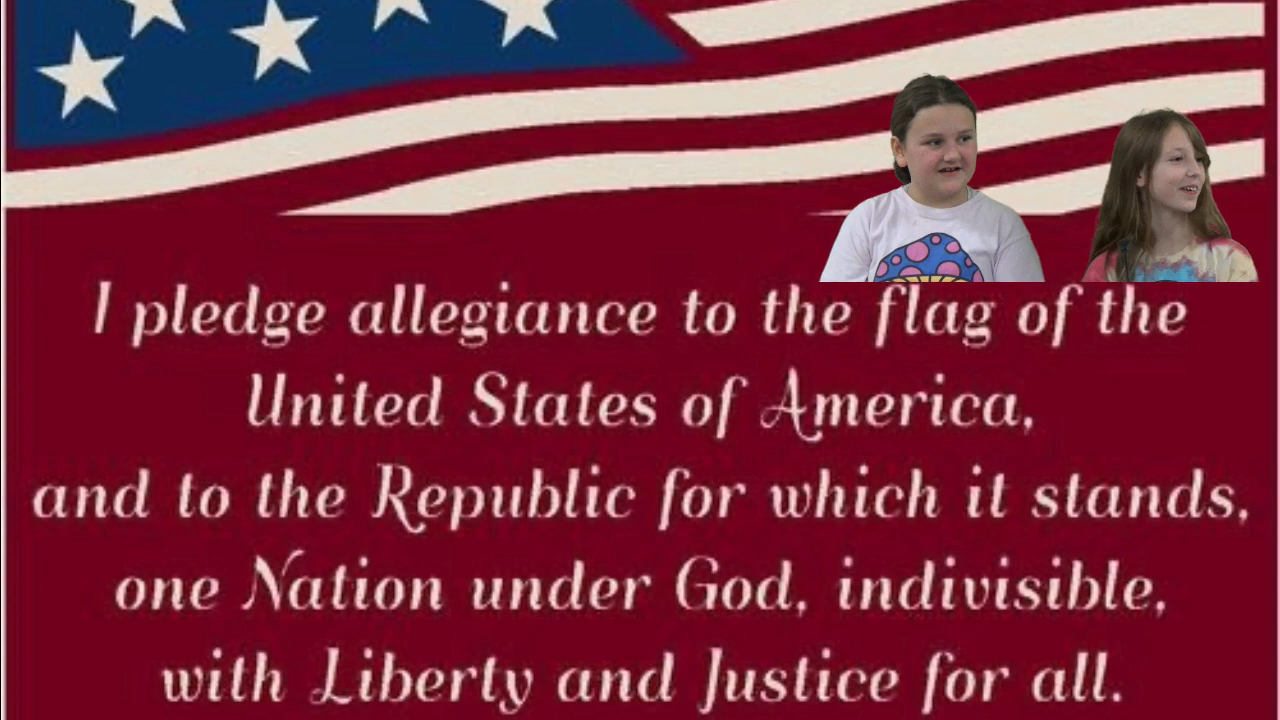 I pledge allegiance to the flag of the
United States of America,
and to the Republic for which it stands,
one Nation under God, indivisible,
with Liberty and Justice for all.